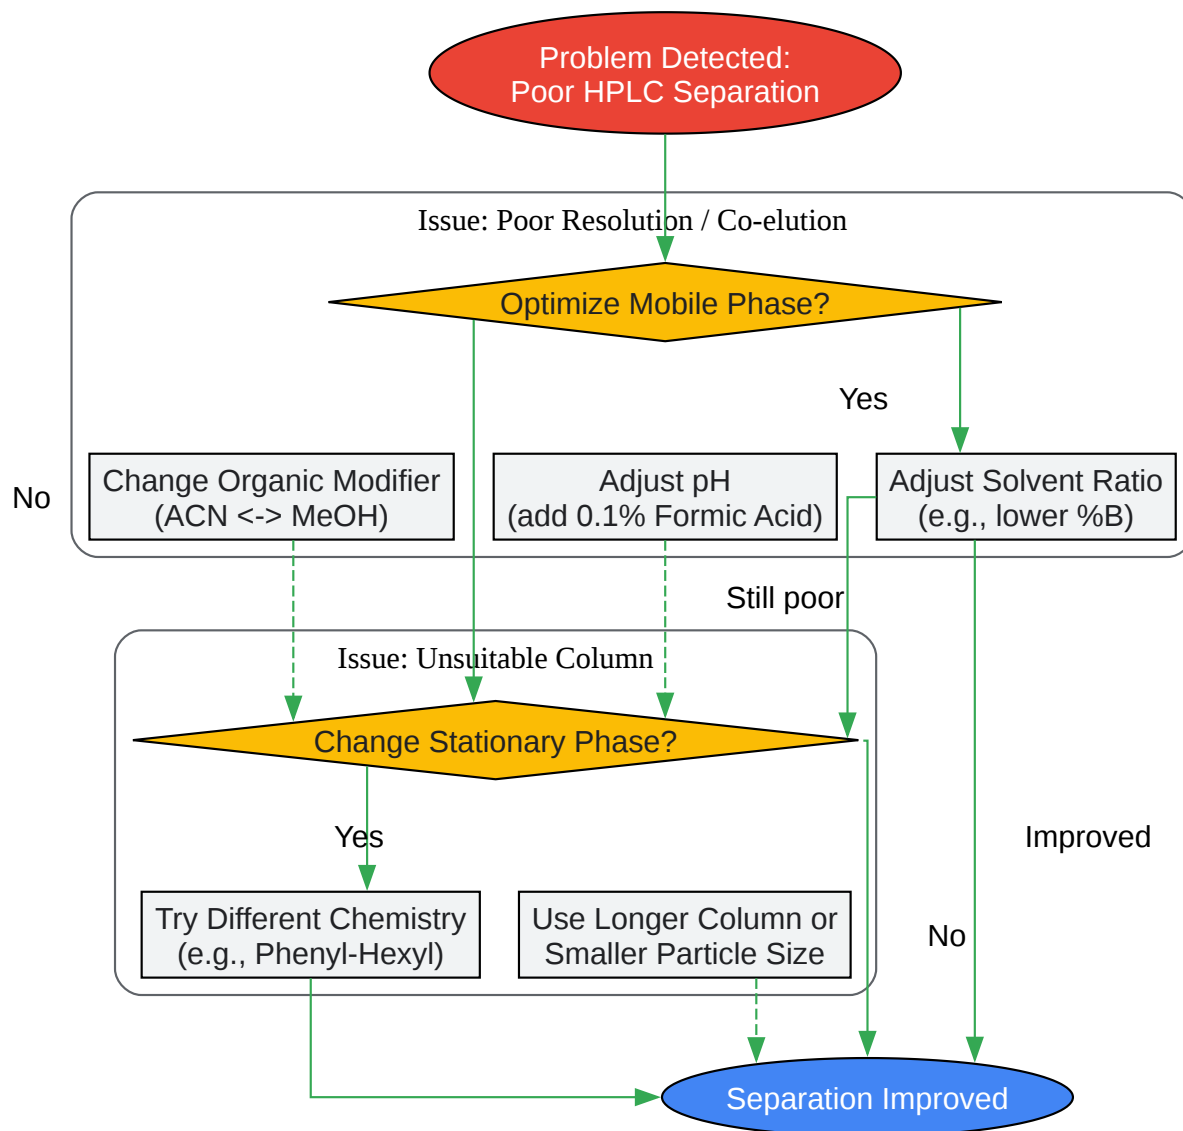 Problem Detected:
Poor HPLC Separation
Issue: Poor Resolution / Co-elution
Optimize Mobile Phase?
Yes
No
Change Organic Modifier
(ACN <-> MeOH)
Adjust pH
(add 0.1% Formic Acid)
Adjust Solvent Ratio
(e.g., lower %B)
Still poor
Issue: Unsuitable Column
Change Stationary Phase?
Yes
Improved
Try Different Chemistry
(e.g., Phenyl-Hexyl)
Use Longer Column or
Smaller Particle Size
No
Separation Improved